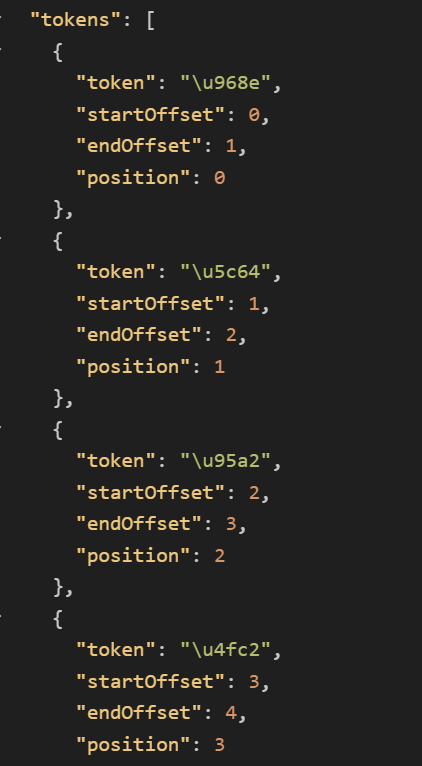 "tokens": [
{
"token": "\u968e",
"startOffset": 0,
"endOffset": 1,
"position": 0
},
{
"token": "\u5c64",
"startOffset": 1,
"endOffset": 2,
"position": 1
},
{
"token": "\u95a2",
"startOffset": 2,
"endOffset": 3,
"position": 2
},
{
"token": "\u4fc2",
"startOffset": 3,
"endOffset": 4,
"position": 3